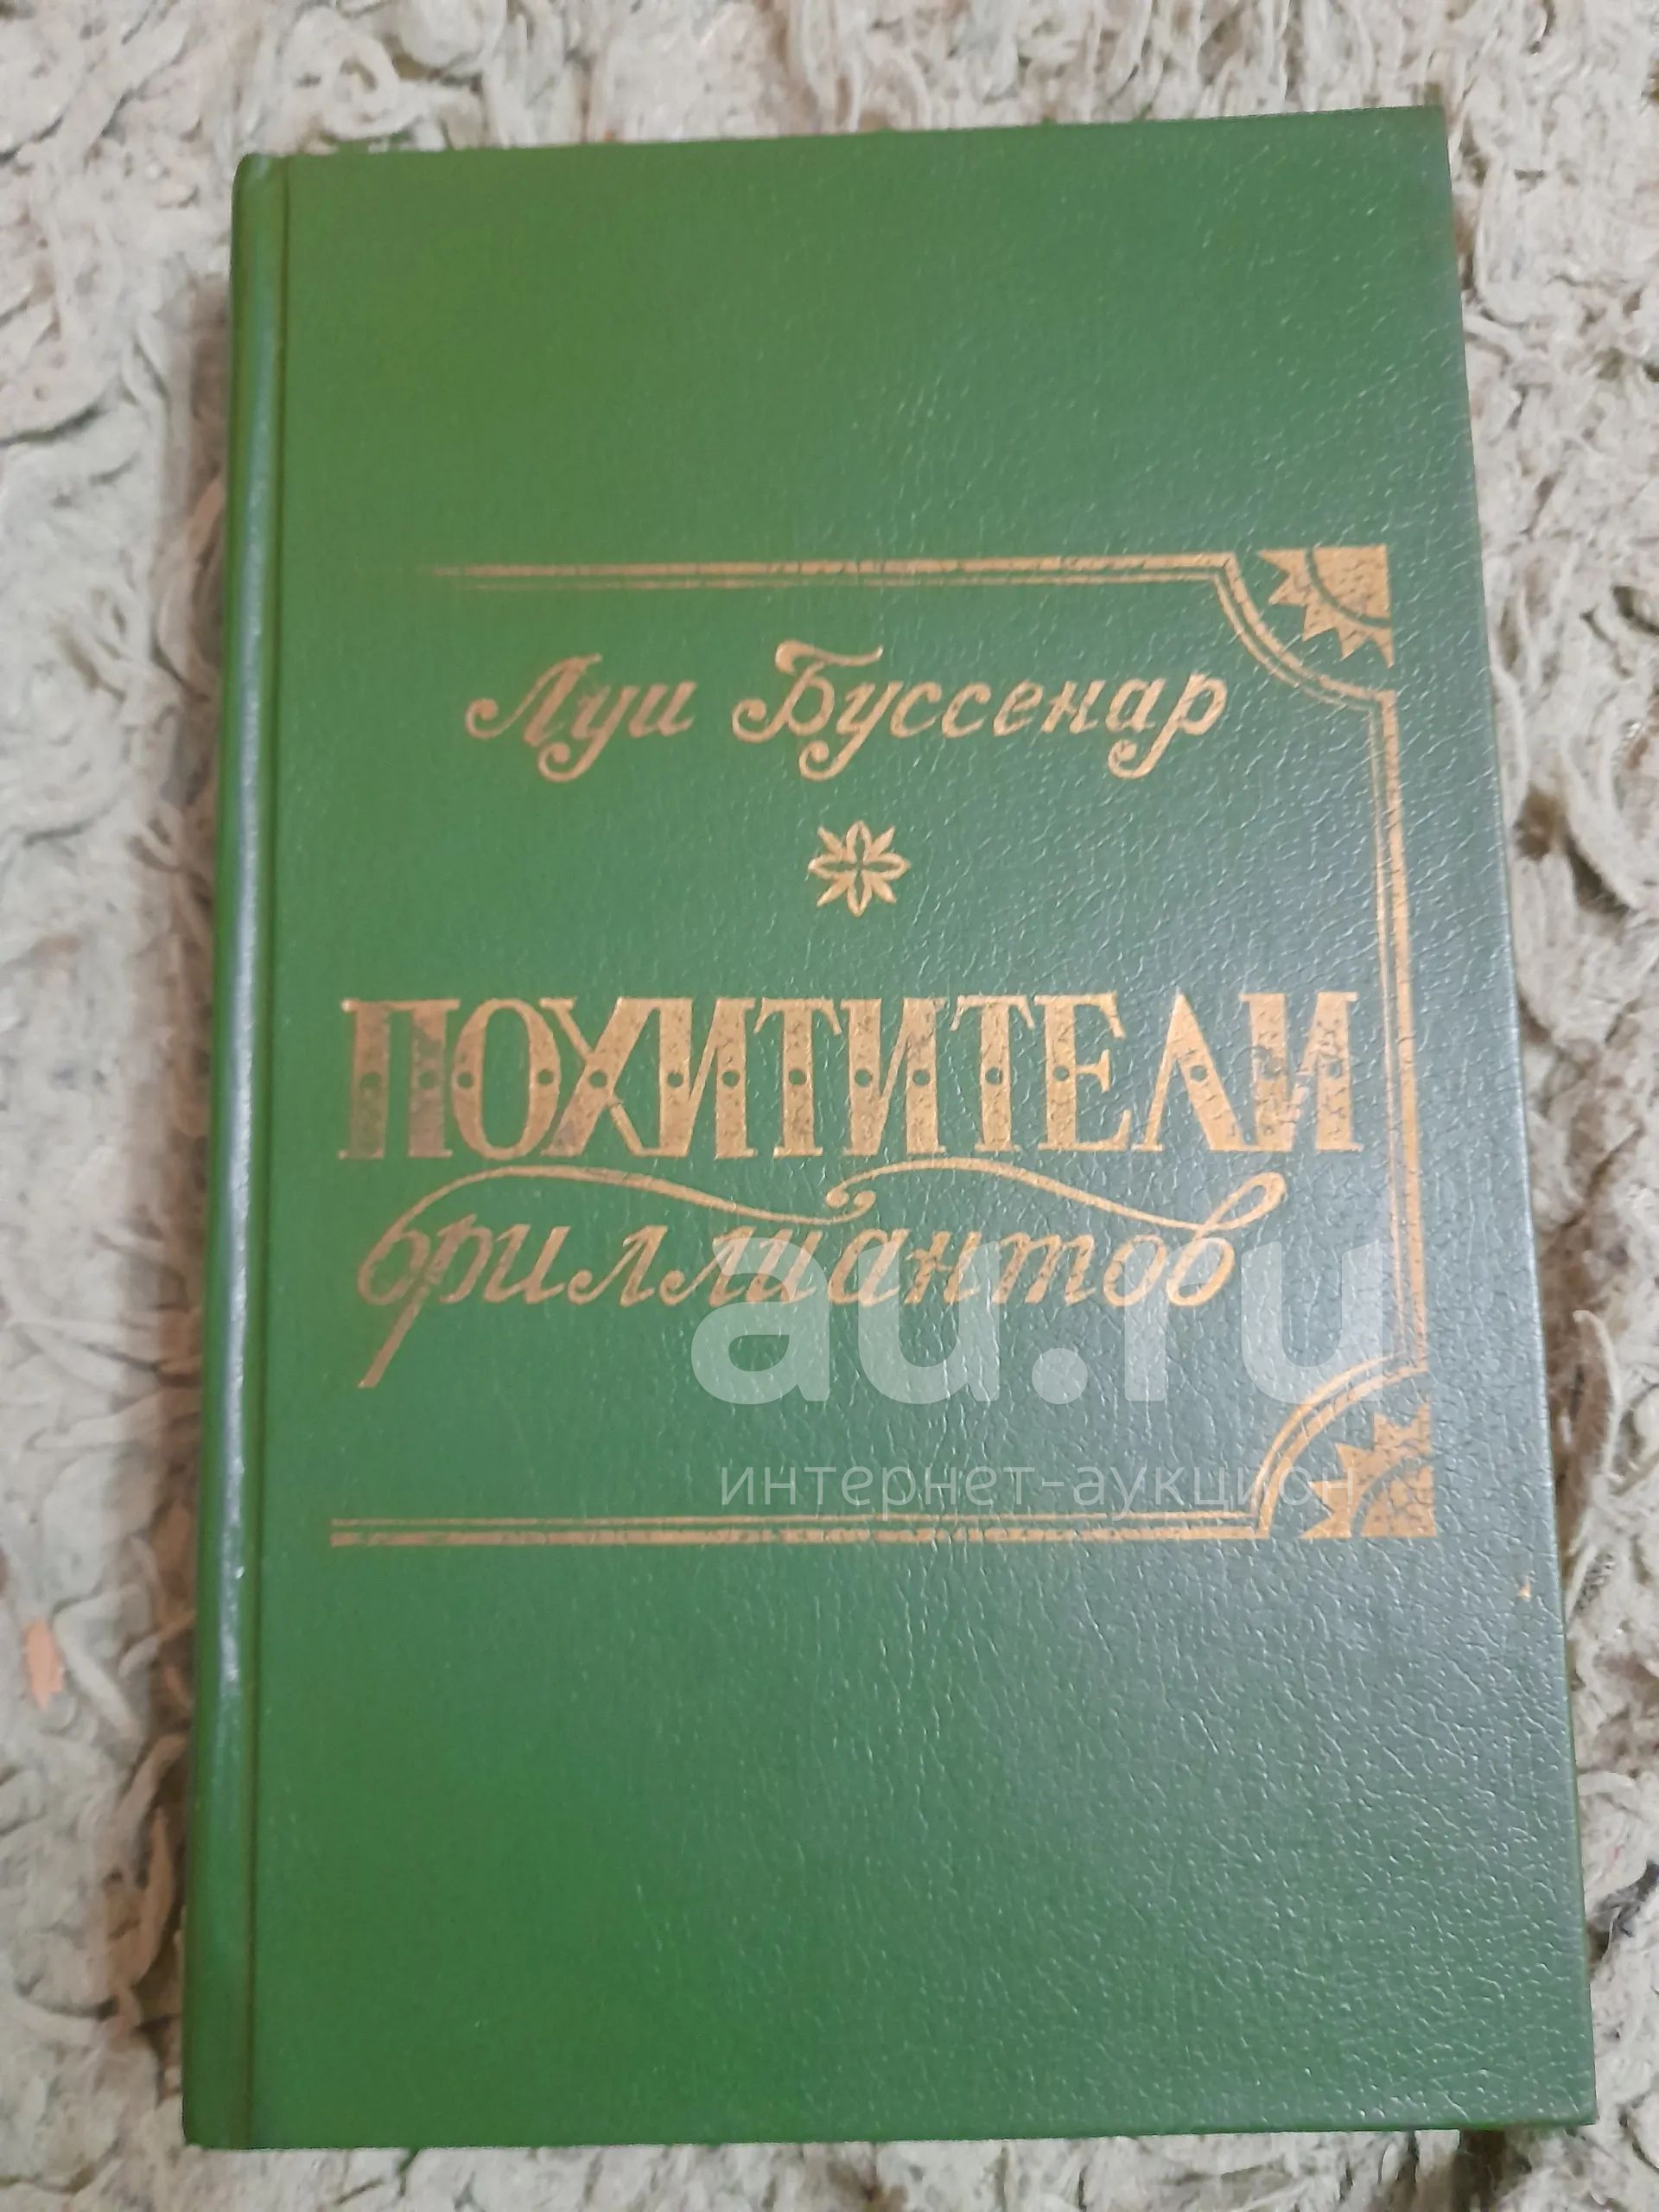 Луи Буссенар
ПОХИТИТЕЛИ
бриллиантов
au.ru
интернет-аукцион